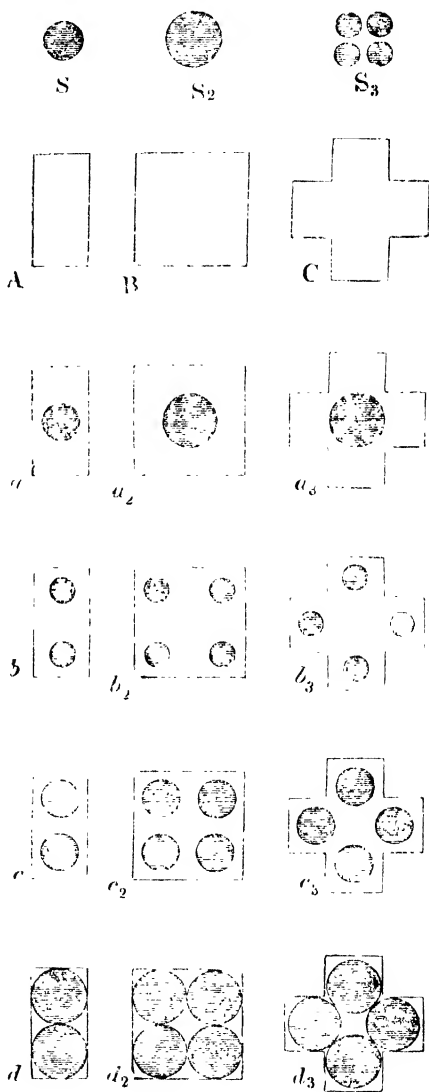 S S₂ S₃
A B C
a a₂ a₃
b b₂ b₃
c c₂ c₃
d d₂ d₃